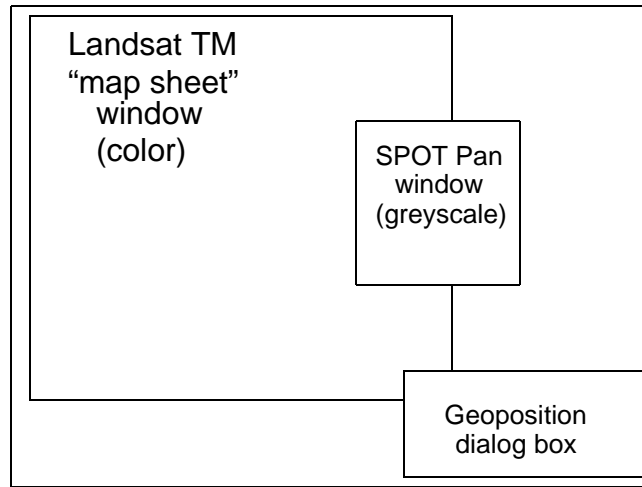 Landsat TM
“map sheet”
window
(color)
SPOT Pan
window
(greyscale)
Geoposition
dialog box